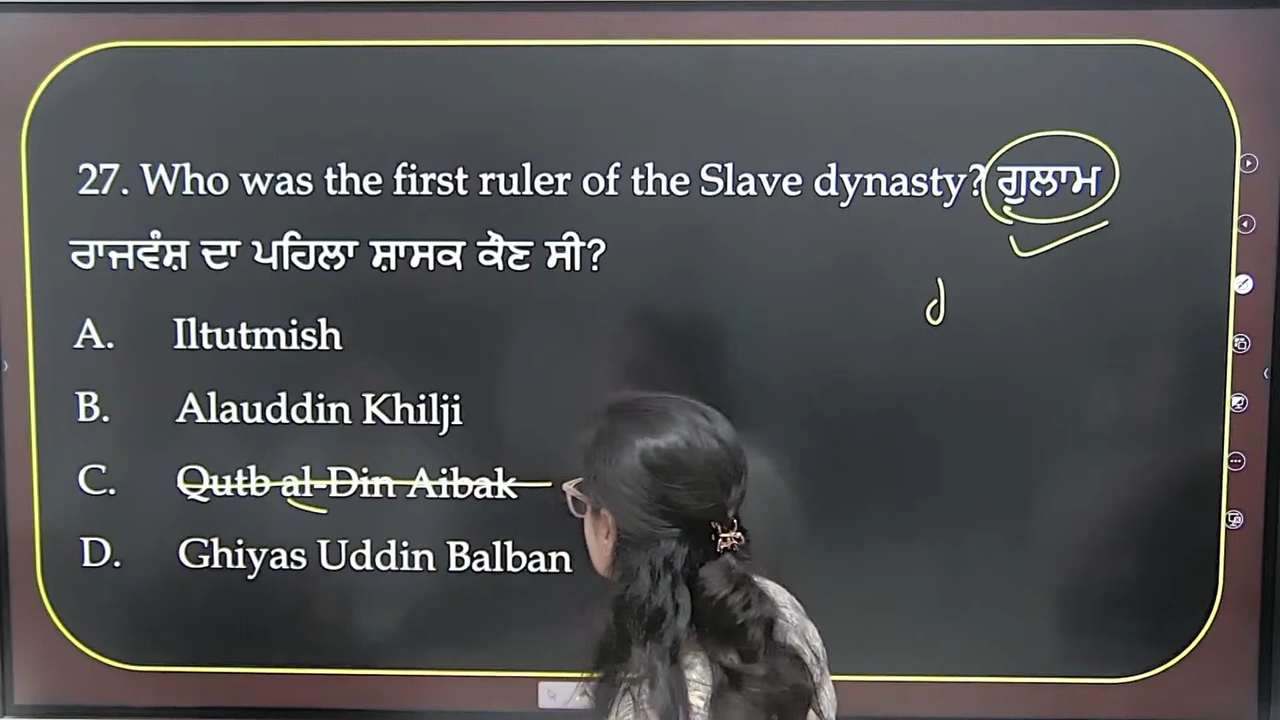 27. Who was the first ruler of the Slave dynasty? ਗੁਲਾਮ
ਰਾਜਵੰਸ਼ ਦਾ ਪਹਿਲਾ ਸ਼ਾਸਕ ਕੌਣ ਸੀ?
A. Iltutmish
B. Alauddin Khilji
C. Qutb al-Din Aibak
D. Ghiyas Uddin Balban